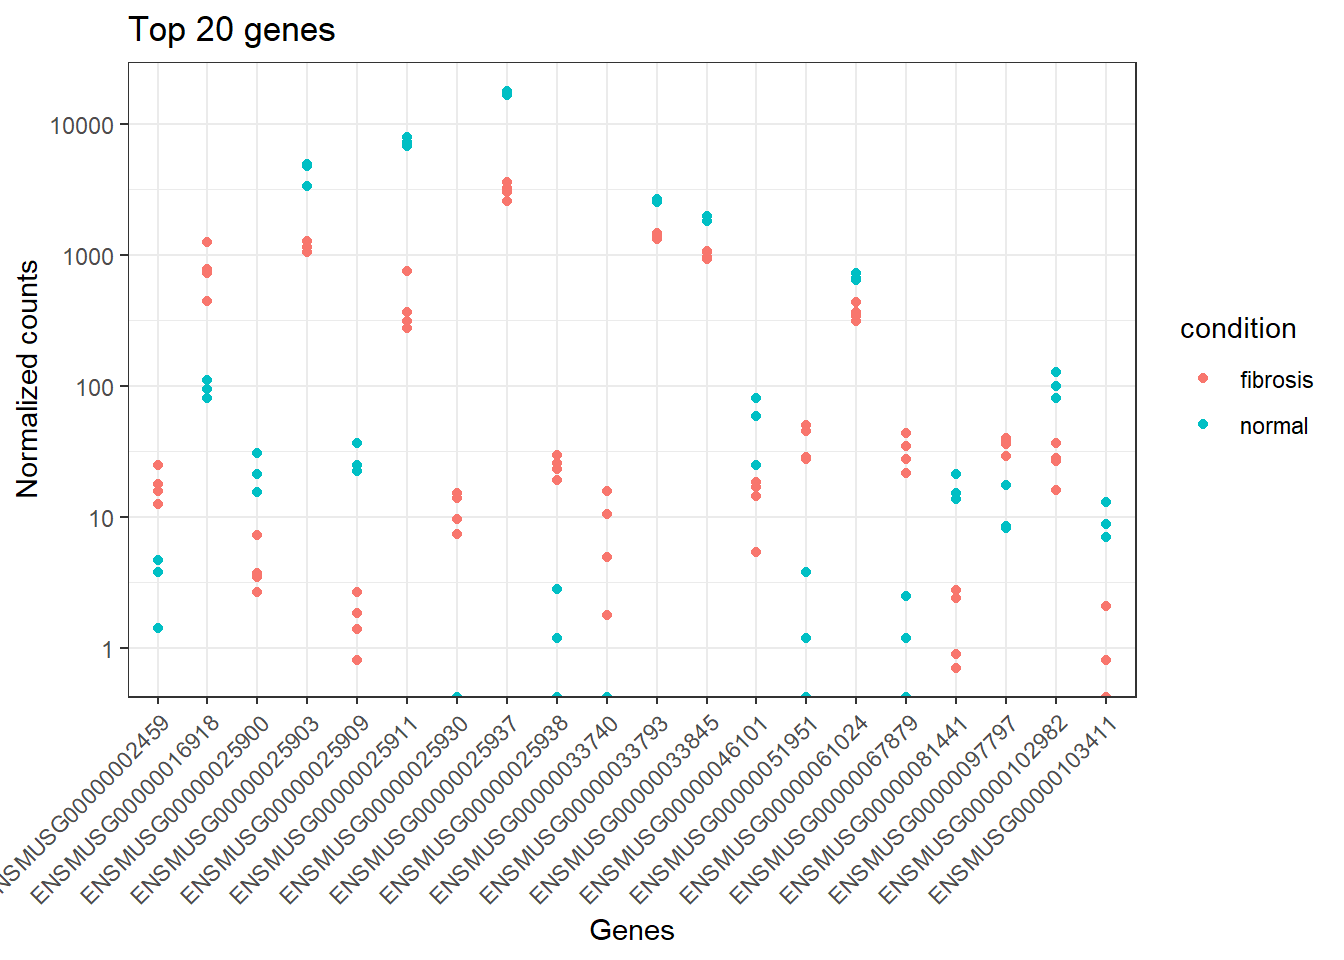 Top 20 genes
Normalized counts
10000
1000
100
10
1
NSMUSG00000002459
ENSMUSG00000016918
ENSMUSG00000025900
ENSMUSG00000025903
ENSMUSG00000025909
ENSMUSG00000025911
ENSMUSG00000025930
ENSMUSG00000025937
ENSMUSG00000025938
ENSMUSG00000033740
ENSMUSG00000033793
ENSMUSG00000033845
ENSMUSG00000046101
ENSMUSG00000051951
ENSMUSG00000061024
ENSMUSG00000067879
ENSMUSG00000081441
ENSMUSG00000097797
ENSMUSG00000102982
ENSMUSG00000103411
Genes
condition
fibrosis
normal